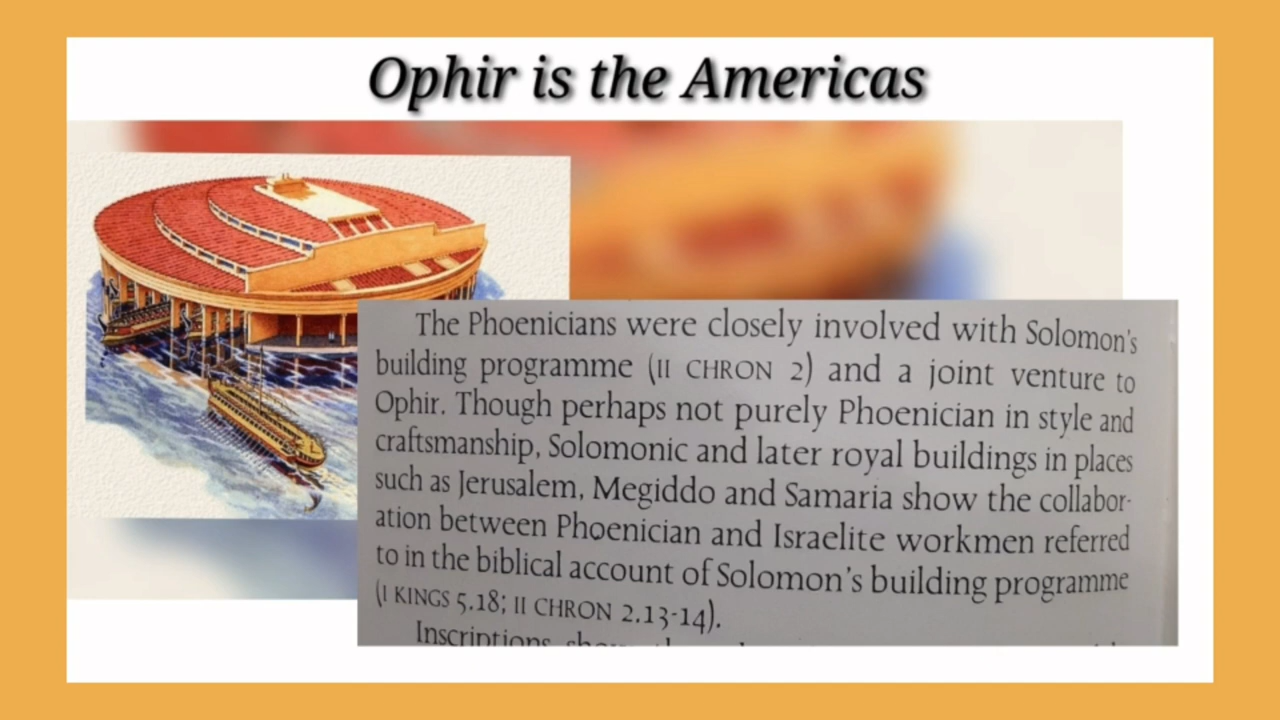 Ophir is the Americas
The Phoenicians were closely involved with Solomon's
building programme (II CHRON 2) and a joint venture to
Ophir. Though perhaps not purely Phoenician in style and
craftsmanship, Solomonic and later royal buildings in places
such as Jerusalem, Megiddo and Samaria show the collabor-
ation between Phoenician and Israelite workmen referred
to in the biblical account of Solomon's building programme
(I KINGS 5.18; II CHRON 2.13-14).
Inscriptions